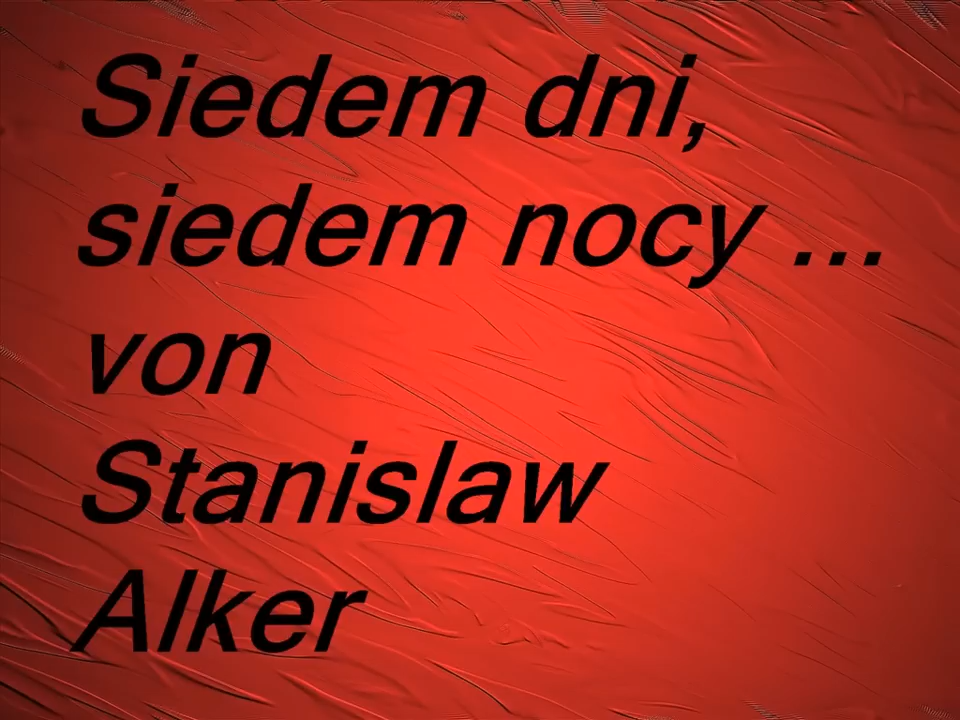 Siedem dni,
siedem nocy ...
von
Stanislaw
Alker